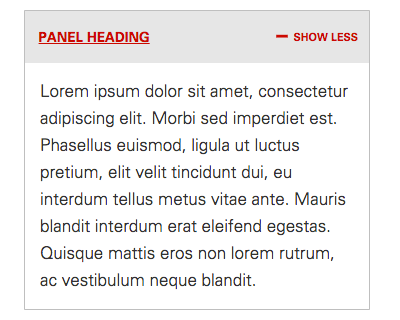 PANEL HEADING
SHOW LESS
Lorem ipsum dolor sit amet, consectetur
adipiscing elit. Morbi sed imperdiet est.
Phasellus euismod, ligula ut luctus
pretium, elit velit tincidunt dui, eu
interdum tellus metus vitae ante. Mauris
blandit interdum erat eleifend egestas.
Quisque mattis eros non lorem rutrum,
ac vestibulum neque blandit.